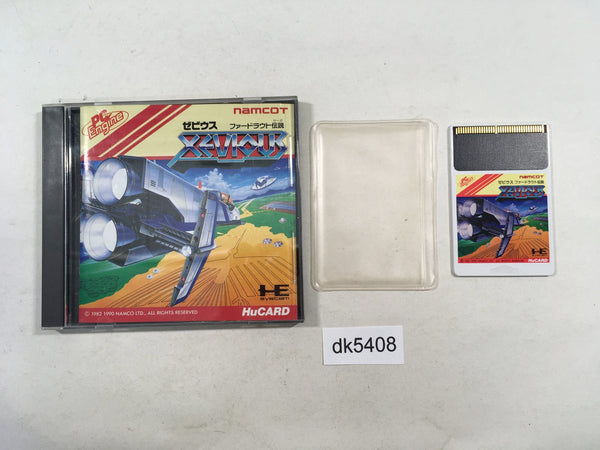 PC Engine
namcoT
ゼビウス ファードラウト伝説
XEVIOUS
HE SYSTEM
© 1982 1990 NAMCO LTD., ALL RIGHTS RESERVED
HuCARD
namcoT
ゼビウス ファードラウト伝説
XEVIOUS
HE
HuCARD
dk5408